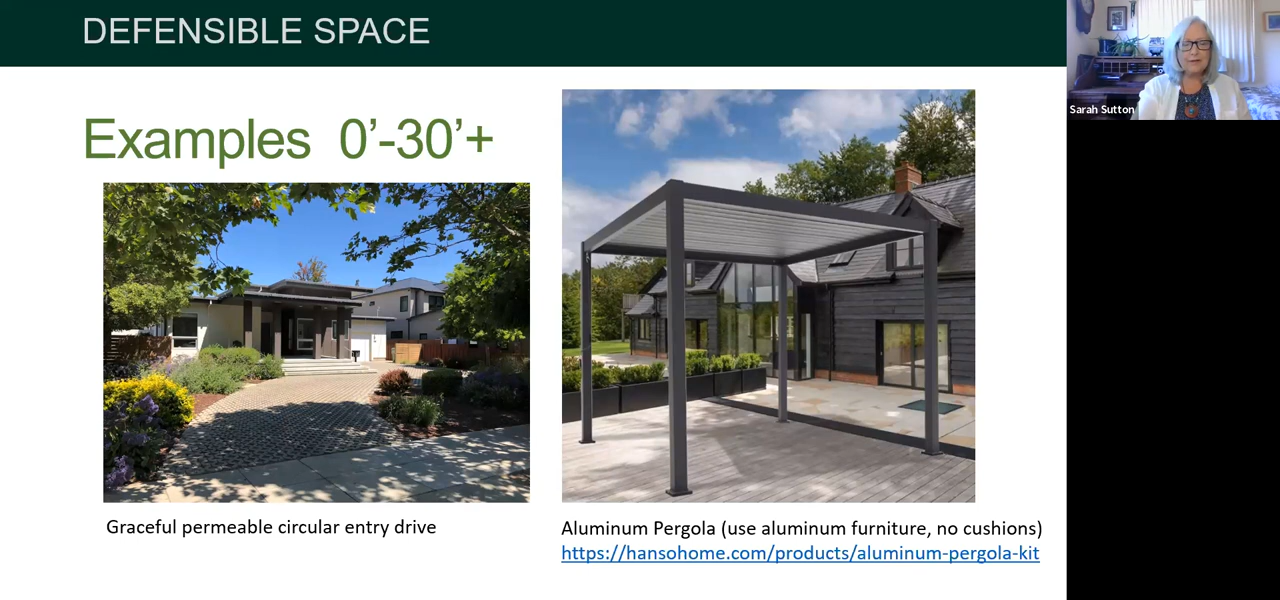 DEFENSIBLE SPACE
Examples 0’-30’+
Sarah Sutton
Graceful permeable circular entry drive
Aluminum Pergola (use aluminum furniture, no cushions)
https://hansohome.com/products/aluminum-pergola-kit